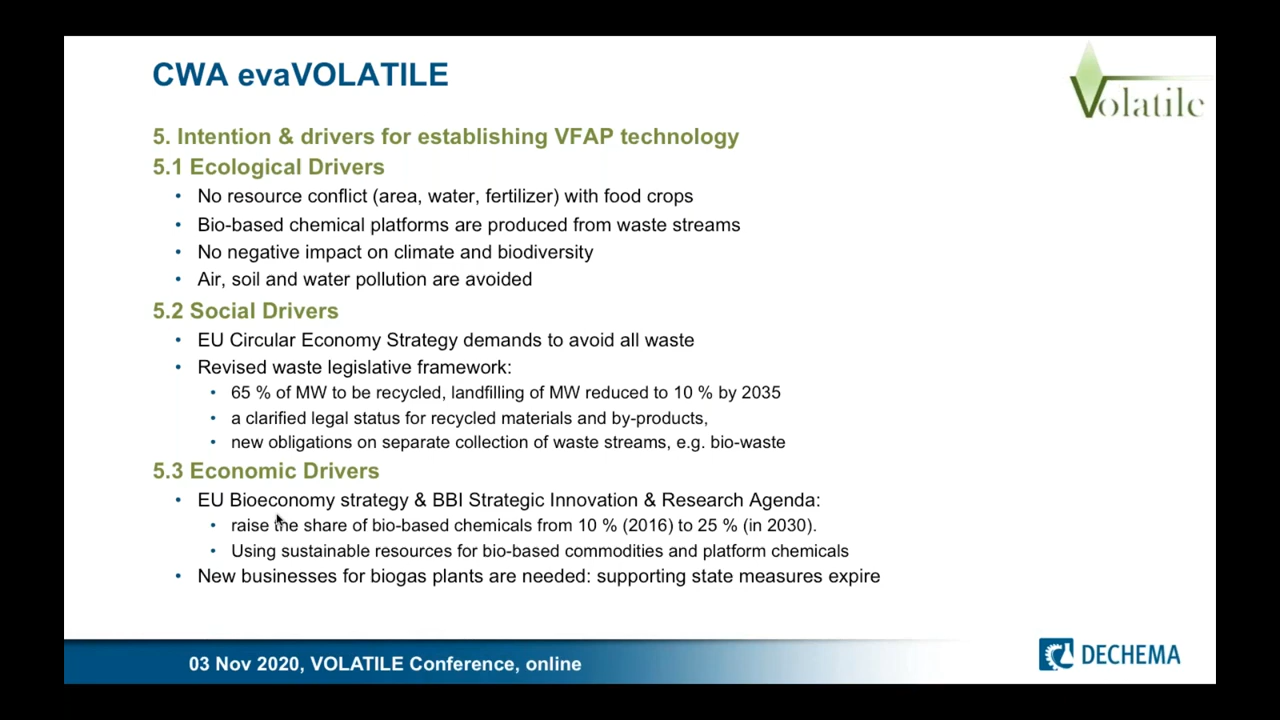 CWA evaVOLATILE
Volatile
5. Intention & drivers for establishing VFAP technology
5.1 Ecological Drivers
• No resource conflict (area, water, fertilizer) with food crops
• Bio-based chemical platforms are produced from waste streams
• No negative impact on climate and biodiversity
• Air, soil and water pollution are avoided
5.2 Social Drivers
• EU Circular Economy Strategy demands to avoid all waste
• Revised waste legislative framework:
• 65 % of MW to be recycled, landfilling of MW reduced to 10 % by 2035
• a clarified legal status for recycled materials and by-products,
• new obligations on separate collection of waste streams, e.g. bio-waste
5.3 Economic Drivers
• EU Bioeconomy strategy & BBI Strategic Innovation & Research Agenda:
• raise the share of bio-based chemicals from 10 % (2016) to 25 % (in 2030).
• Using sustainable resources for bio-based commodities and platform chemicals
• New businesses for biogas plants are needed: supporting state measures expire
03 Nov 2020, VOLATILE Conference, online
DECHEMA